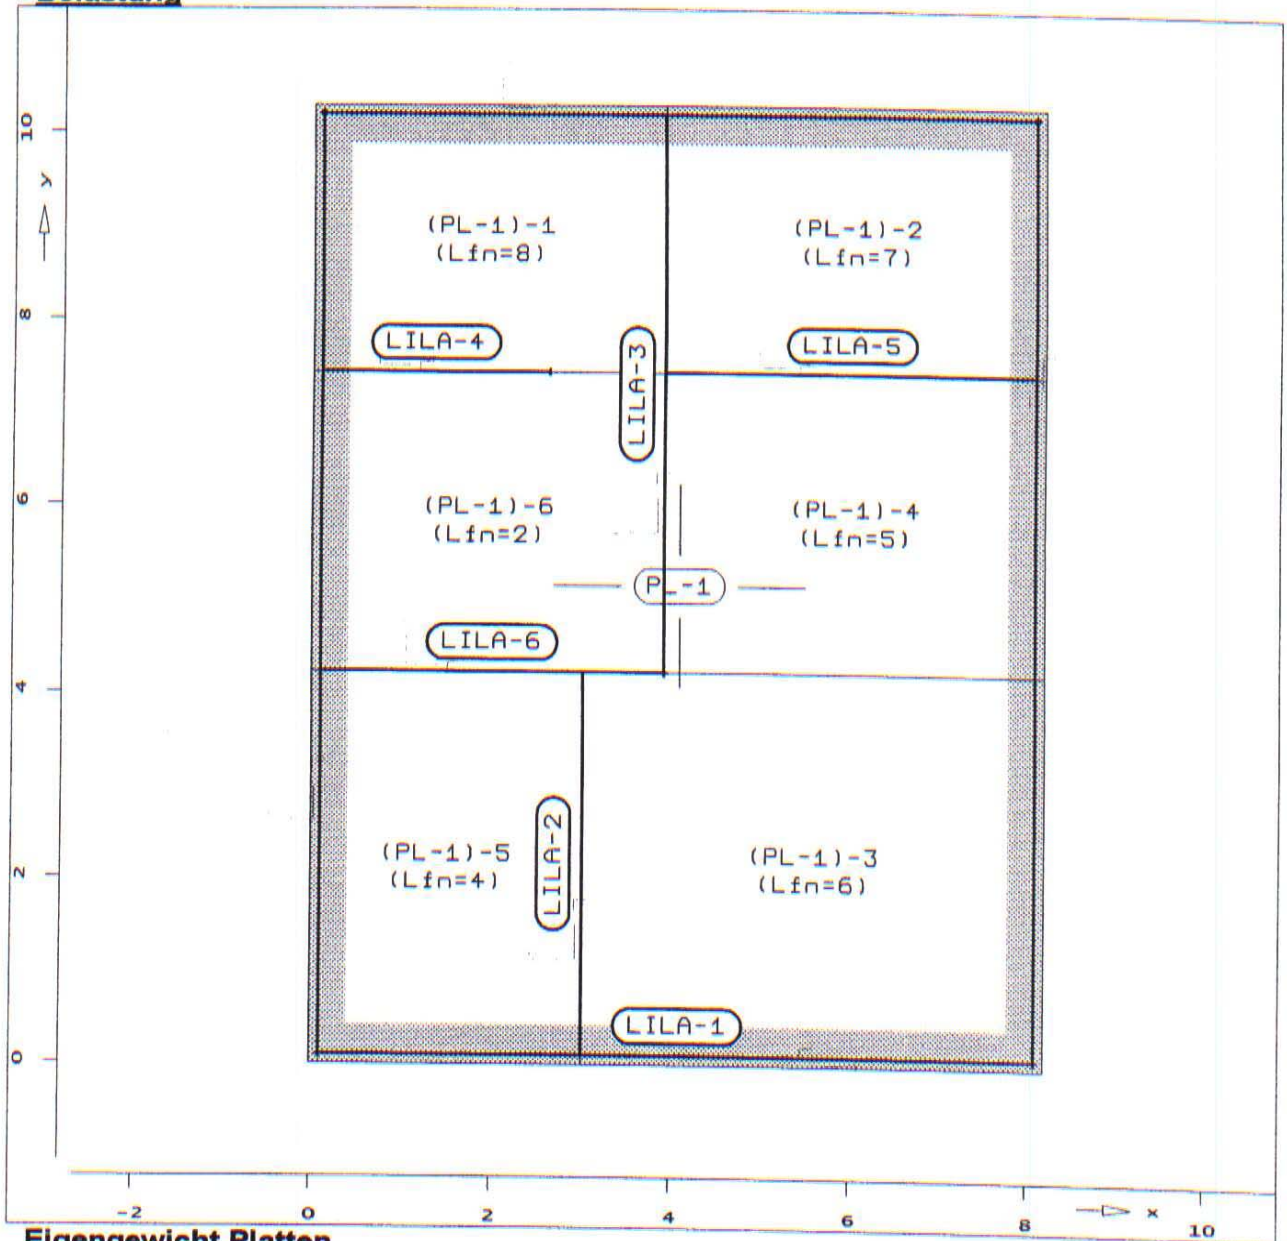 10
y
(PL-1)-1
(Lfn=8)
(PL-1)-2
(Lfn=7)
8
LILA-4
LILA-3
LILA-5
6
(PL-1)-6
(Lfn=2)
(PL-1)-4
(Lfn=5)
PL-1
LILA-6
4
2
(PL-1)-5
(Lfn=4)
LILA-2
(PL-1)-3
(Lfn=6)
LILA-1
0
-2
0
2
4
6
8
x
10
Eigengewicht Platten